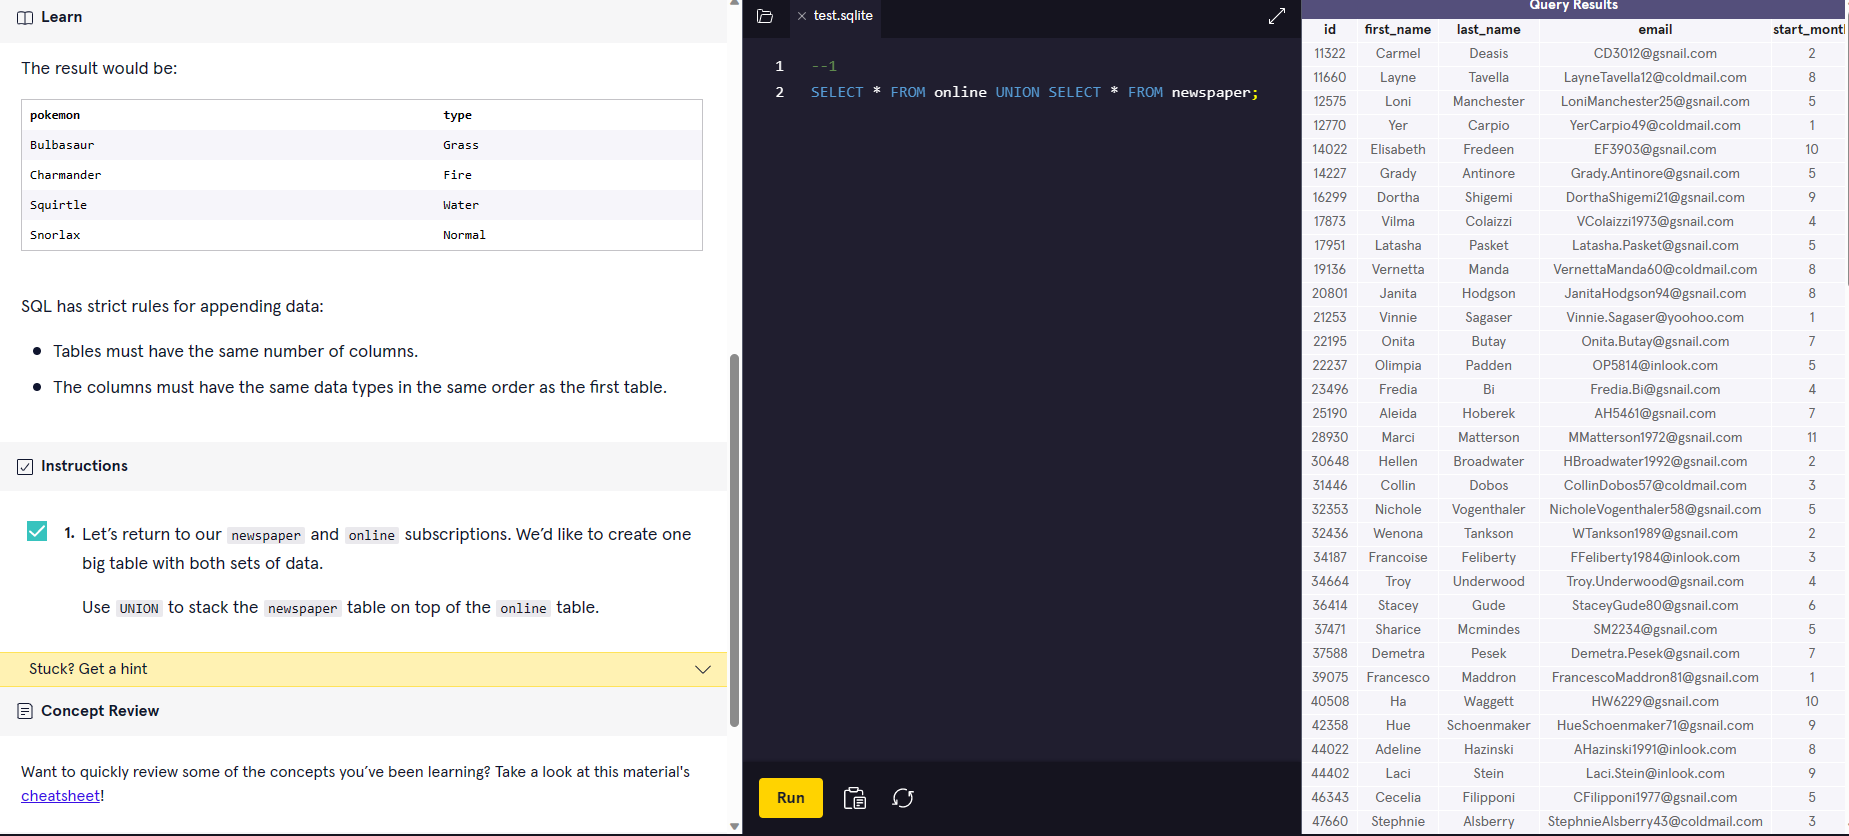 Learn
The result would be:
pokemon type
Bulbasaur Grass
Charmander Fire
Squirtle Water
Snorlax Normal
SQL has strict rules for appending data:
Tables must have the same number of columns.
The columns must have the same data types in the same order as the first table.
Instructions
1. Let's return to our newspaper and online subscriptions. We'd like to create one
big table with both sets of data.
Use UNION to stack the newspaper table on top of the online table.
Stuck? Get a hint
Concept Review
Want to quickly review some of the concepts you've been learning? Take a look at this material's
cheatsheet!
test.sqlite
1 --1
2 SELECT * FROM online UNION SELECT * FROM newspaper;
Run
Query Results
id first_name last_name email start_mont
11322 Carmel Deasis CD3012@gsnail.com 2
11660 Layne Tavella LayneTavella12@coldmail.com 8
12575 Loni Manchester LoniManchester25@gsnail.com 5
12770 Yer Carpio YerCarpio49@coldmail.com 1
14022 Elisabeth Fredeen EF3903@gsnail.com 10
14227 Grady Antinore Grady.Antinore@gsnail.com 5
16299 Dortha Shigemi DorthaShigemi21@gsnail.com 9
17873 Vilma Colaizzi VColaizzi1973@gsnail.com 4
17951 Latasha Pasket Latasha.Pasket@gsnail.com 5
19136 Vernetta Manda VernettaManda60@coldmail.com 8
20801 Janita Hodgson JanitaHodgson94@gsnail.com 8
21253 Vinnie Sagaser Vinnie.Sagaser@yoohoo.com 1
22195 Onita Butay Onita.Butay@gsnail.com 7
22237 Olimpia Padden OP5814@inlook.com 5
23496 Fredia Bi Fredia.Bi@gsnail.com 4
25190 Aleida Hoberek AH5461@gsnail.com 7
28930 Marci Matterson MMatterson1972@gsnail.com 11
30648 Hellen Broadwater HBroadwater1992@gsnail.com 2
31446 Collin Dobos CollinDobos57@coldmail.com 3
32353 Nichole Vogenthaler NicholeVogenthaler58@gsnail.com 5
32436 Wenona Tankson WTankson1989@gsnail.com 2
34187 Francoise Feliberty FFeliberty1984@inlook.com 3
34664 Troy Underwood Troy.Underwood@gsnail.com 4
36414 Stacey Gude StaceyGude80@gsnail.com 6
37471 Sharice Mcmindes SM2234@gsnail.com 5
37588 Demetra Pesek Demetra.Pesek@gsnail.com 7
39075 Francesco Maddron FrancescoMaddron81@gsnail.com 1
40508 Ha Waggett HW6229@gsnail.com 10
42358 Hue Schoenmaker HueSchoenmaker71@gsnail.com 9
44022 Adeline Hazinski AHazinski1991@inlook.com 8
44402 Laci Stein Laci.Stein@inlook.com 9
46343 Cecelia Filipponi CFilipponi1977@gsnail.com 5
47660 Stephnie Alsberry StephnieAlsberry43@coldmail.com 3